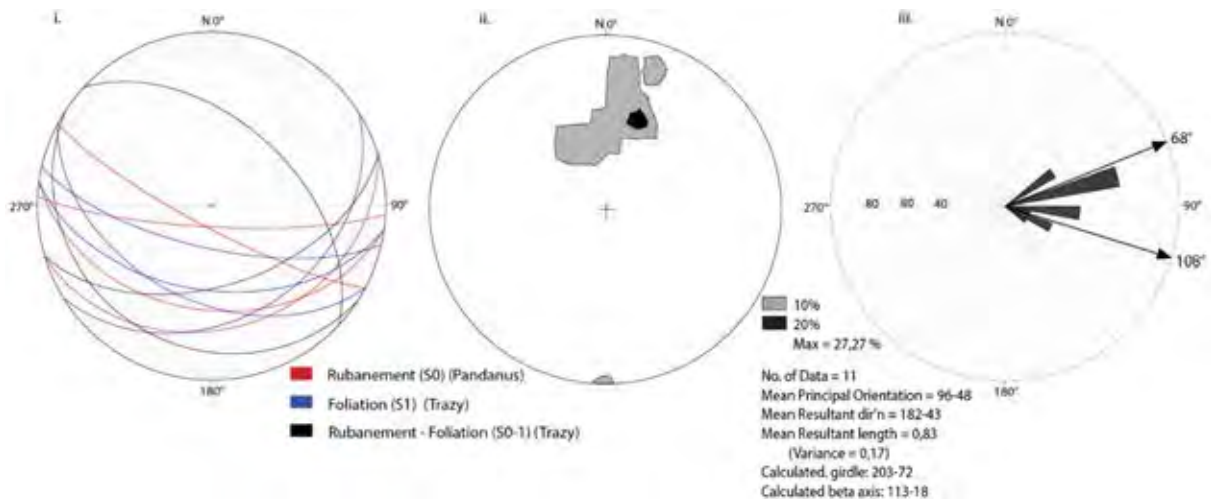 i.
N 0°
270°
90°
180°
Rubanement (S0) (Pandanus)
Foliation (S1) (Trazy)
Rubanement - Foliation (S0-1) (Trazy)
ii.
N 0°
10%
20%
Max = 27,27 %
No. of Data = 11
Mean Principal Orientation = 96-48
Mean Resultant dir'n = 182-43
Mean Resultant length = 0,83
(Variance = 0,17)
Calculated. girdle: 203-72
Calculated beta axis: 113-18
iii.
N 0°
68°
270°
80 60 40
90°
108°
180°